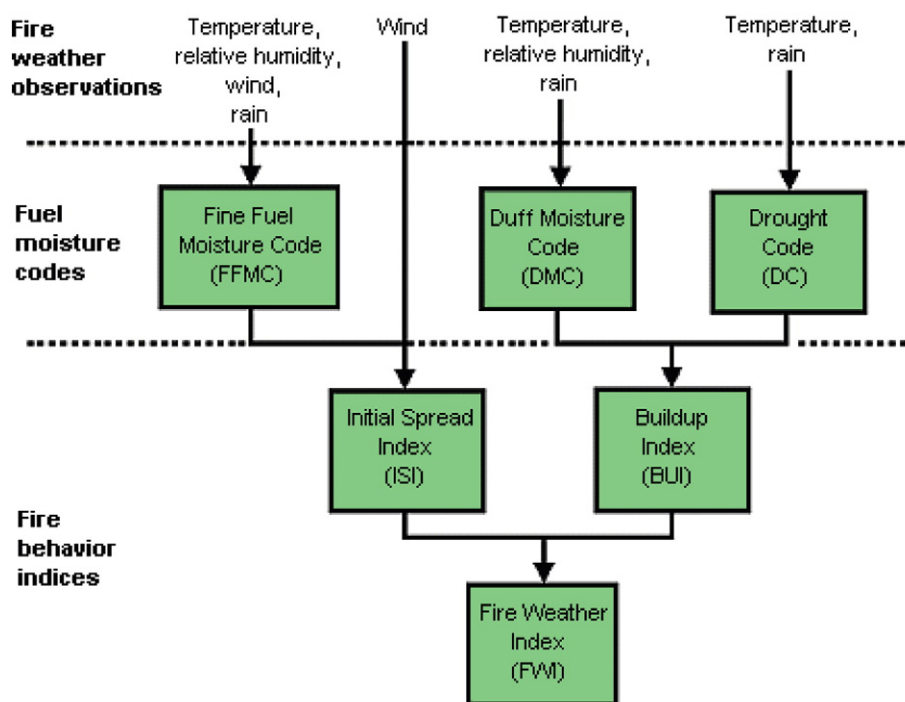 Fire
weather
observations
Temperature,
relative humidity,
wind,
rain
Wind
Temperature,
relative humidity,
rain
Temperature,
rain
Fuel
moisture
codes
Fine Fuel
Moisture Code
(FFMC)
Duff Moisture
Code
(DMC)
Drought
Code
(DC)
Fire
behavior
indices
Initial Spread
Index
(ISI)
Buildup
Index
(BUI)
Fire Weather
Index
(FWI)